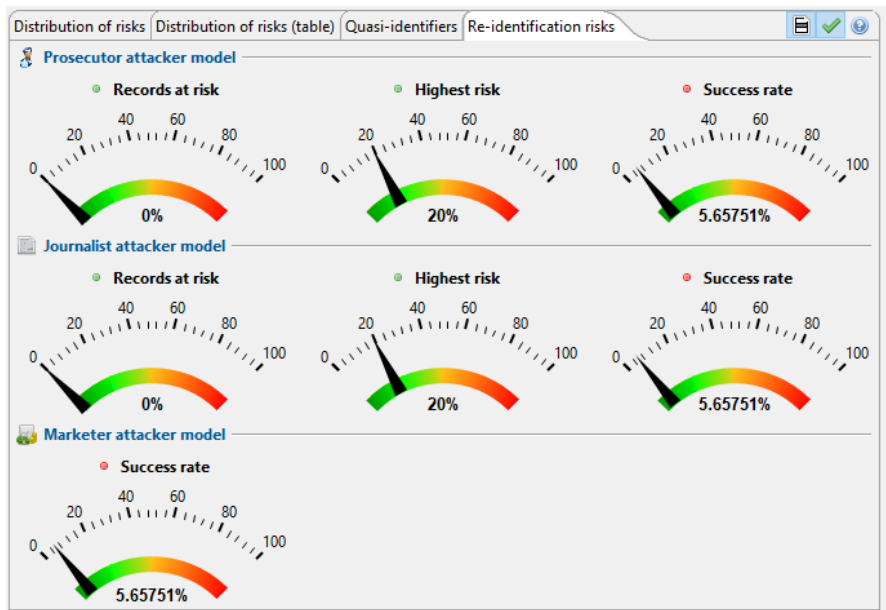 Distribution of risks Distribution of risks (table) Quasi-identifiers Re-identification risks
Prosecutor attacker model
Records at risk Highest risk Success rate
0 20 40 60 80 100 0 20 40 60 80 100 0 20 40 60 80 100
0% 20% 5.65751%
Journalist attacker model
Records at risk Highest risk Success rate
0 20 40 60 80 100 0 20 40 60 80 100 0 20 40 60 80 100
0% 20% 5.65751%
Marketer attacker model
Success rate
0 20 40 60 80 100
5.65751%